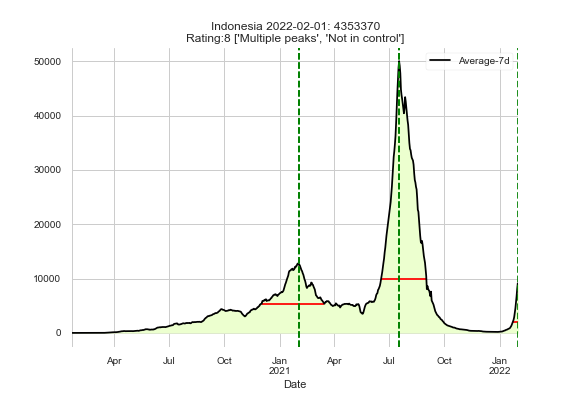 Indonesia 2022-02-01: 4353370
Rating:8 ['Multiple peaks', 'Not in control']
Average-7d
50000
40000
30000
20000
10000
0
Apr Jul Oct Jan Apr Jul Oct Jan
2021 2022
Date